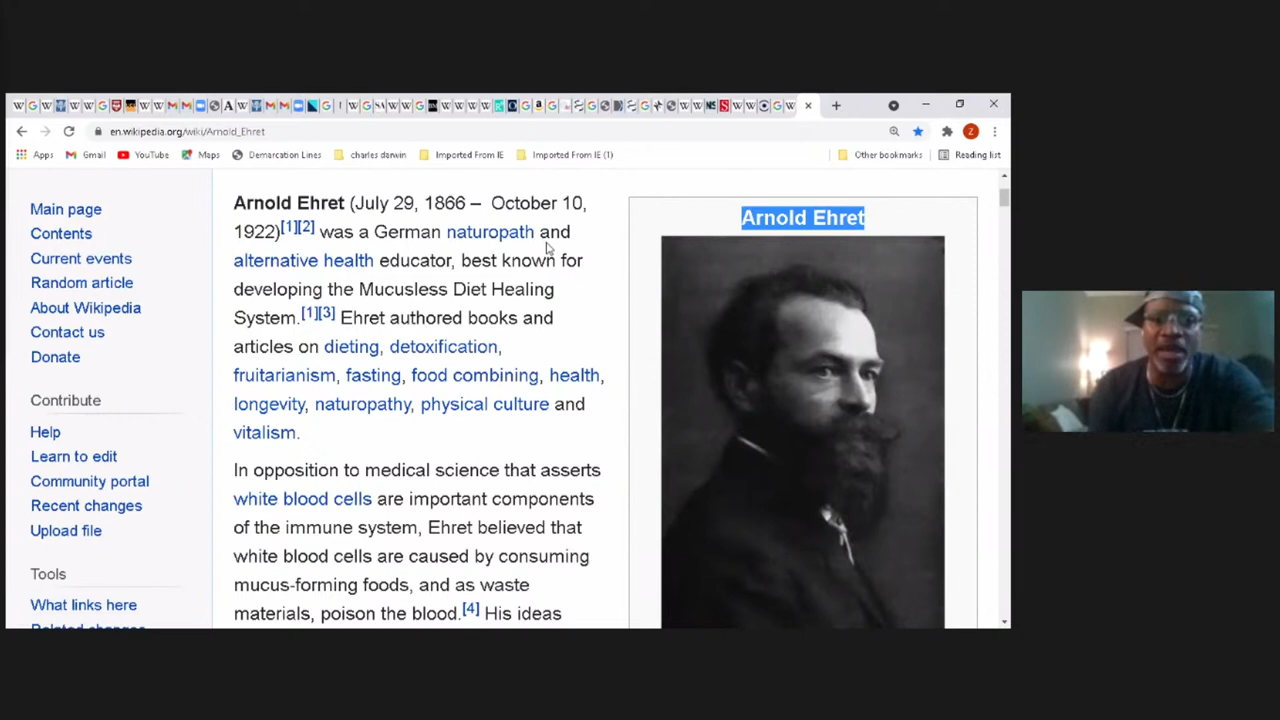 en.wikipedia.org/wiki/Arnold_Ehret
Apps Gmail YouTube Maps Demarcation Lines charles darwin Imported From IE Imported From IE (1) Other bookmarks Reading list
Main page
Contents
Current events
Random article
About Wikipedia
Contact us
Donate
Contribute
Help
Learn to edit
Community portal
Recent changes
Upload file
Tools
What links here
Related changes
Arnold Ehret (July 29, 1866 – October 10,
1922)[1][2] was a German naturopath and
alternative health educator, best known for
developing the Mucusless Diet Healing
System.[1][3] Ehret authored books and
articles on dieting, detoxification,
fruitarianism, fasting, food combining, health,
longevity, naturopathy, physical culture and
vitalism.
In opposition to medical science that asserts
white blood cells are important components
of the immune system, Ehret believed that
white blood cells are caused by consuming
mucus-forming foods, and as waste
materials, poison the blood.[4] His ideas
Arnold Ehret